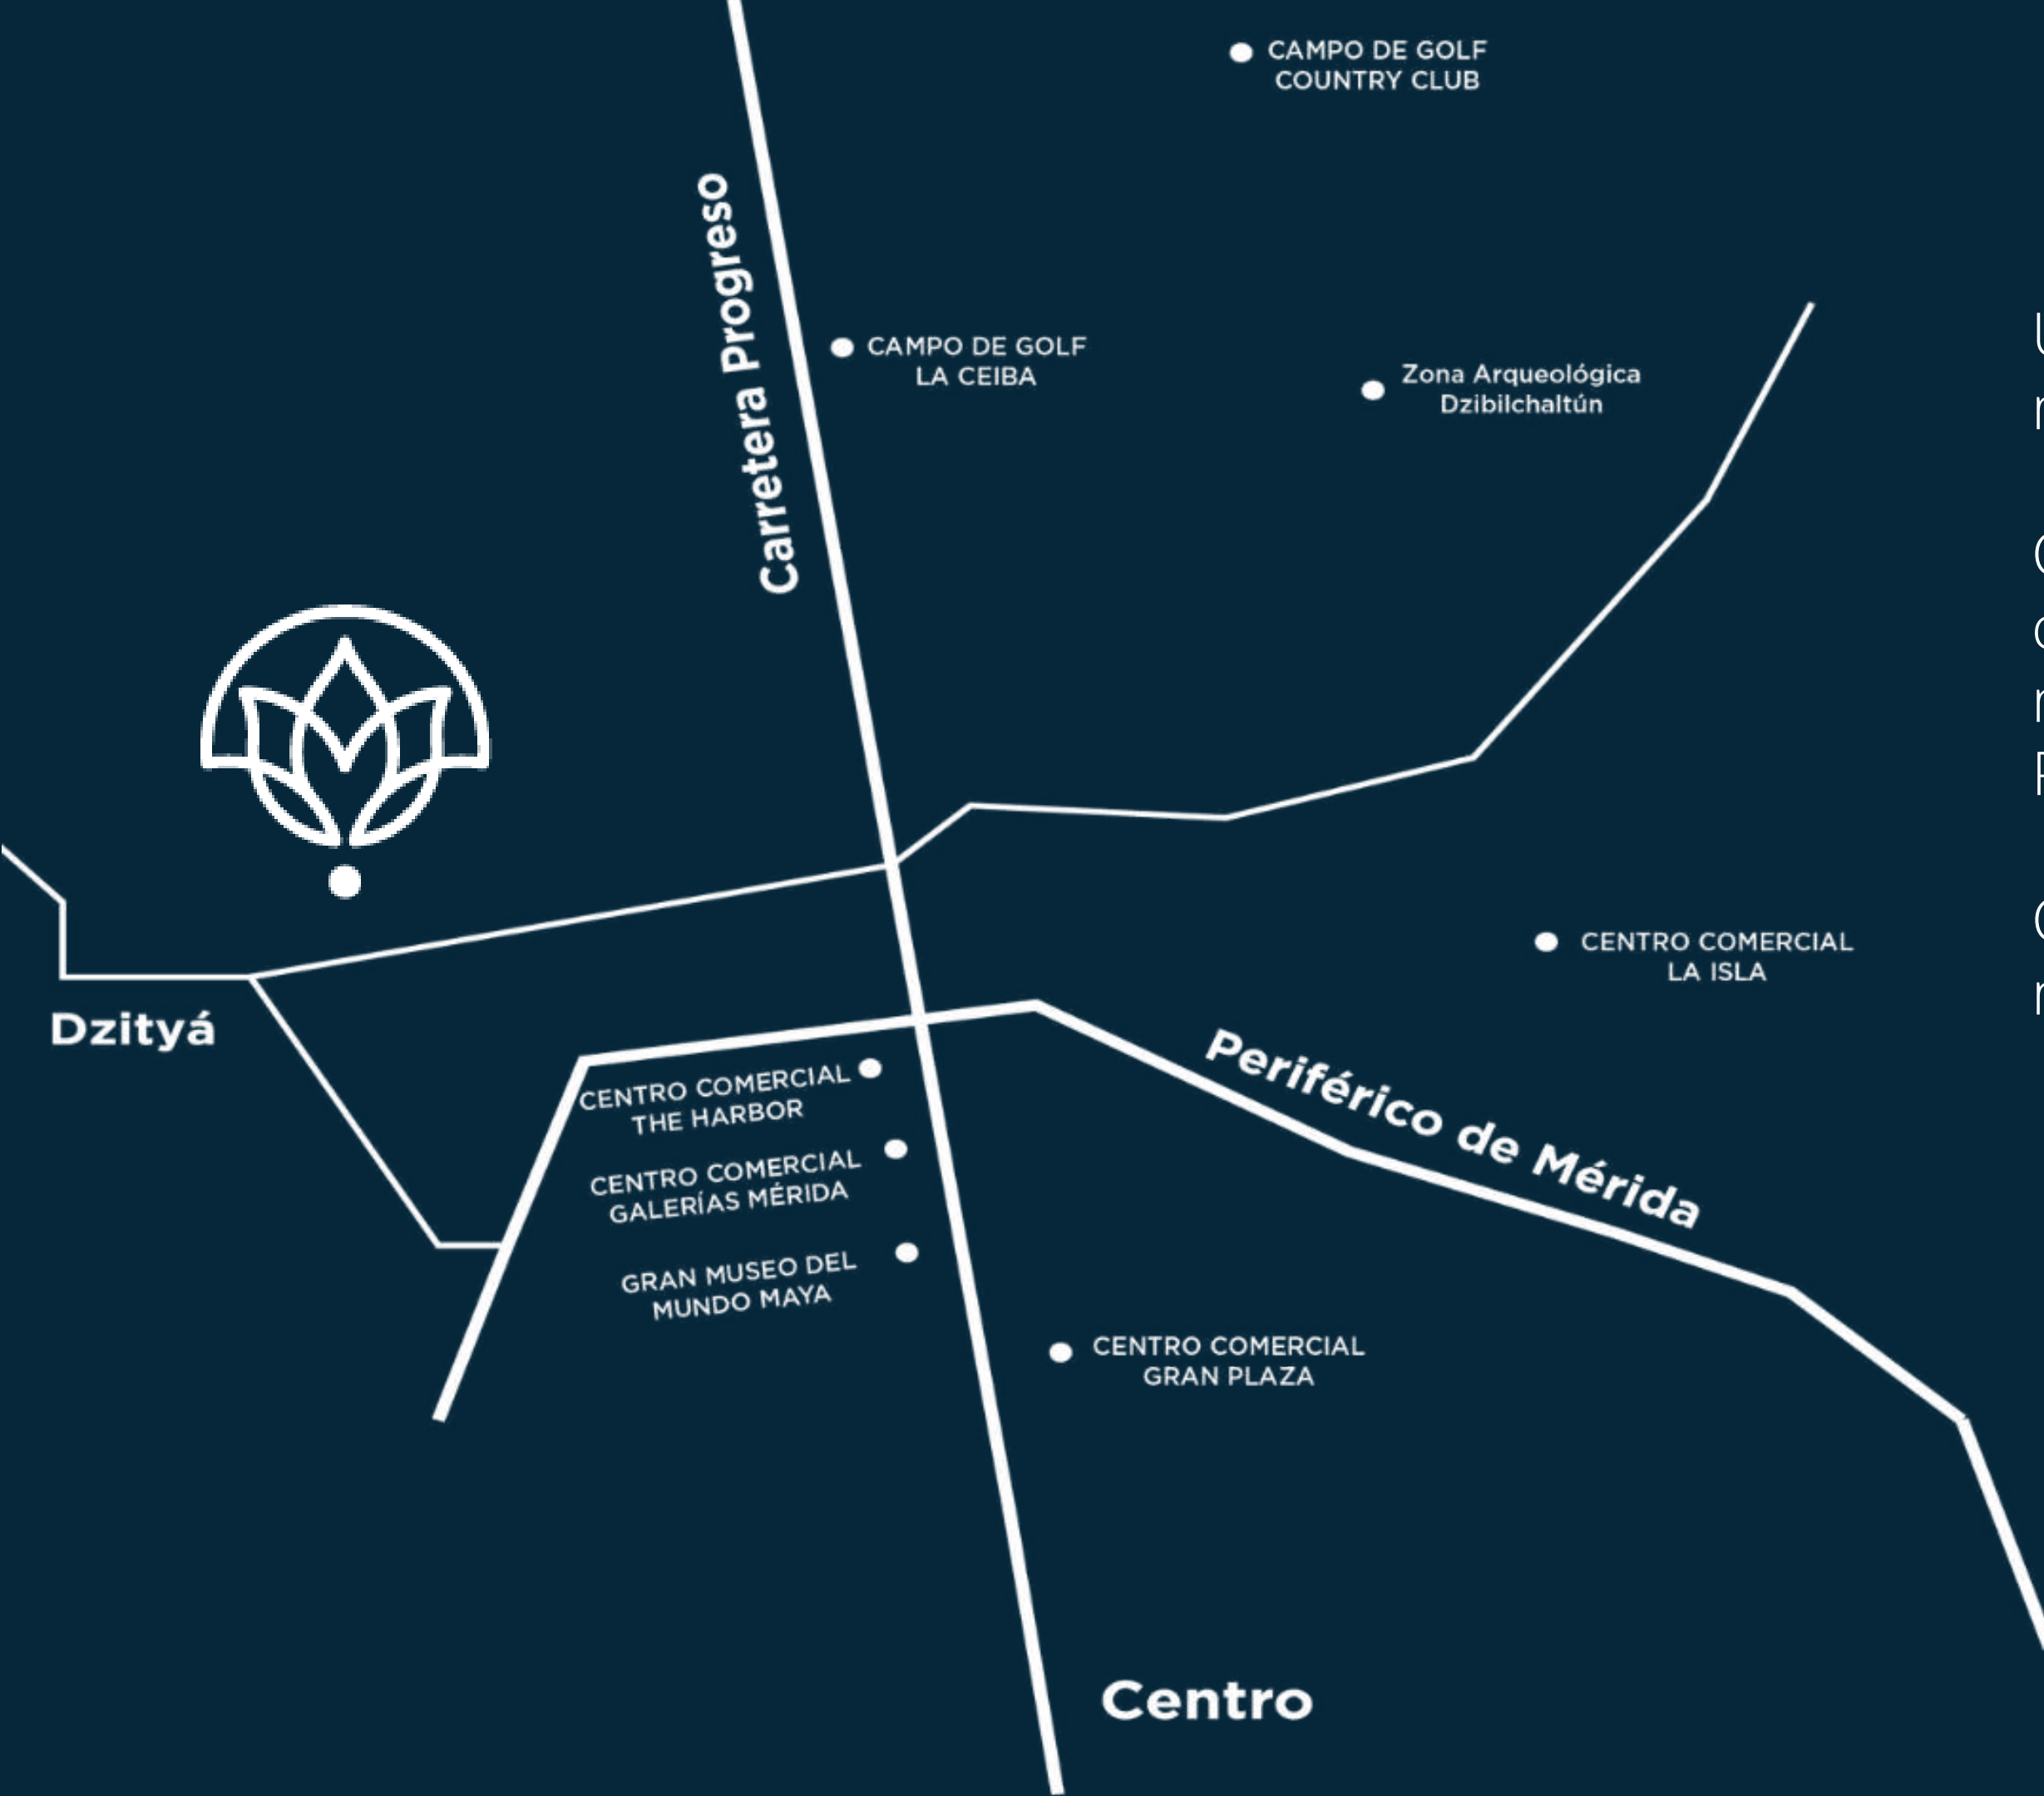 CAMPO DE GOLF
COUNTRY CLUB
Carretera Progreso
CAMPO DE GOLF
LA CEIBA
Zona Arqueológica
Dzibilchaltún
CENTRO COMERCIAL
LA ISLA
Dzityá
Periférico de Mérida
CENTRO COMERCIAL
THE HARBOR
CENTRO COMERCIAL
GALERÍAS MÉRIDA
GRAN MUSEO DEL
MUNDO MAYA
CENTRO COMERCIAL
GRAN PLAZA
Centro